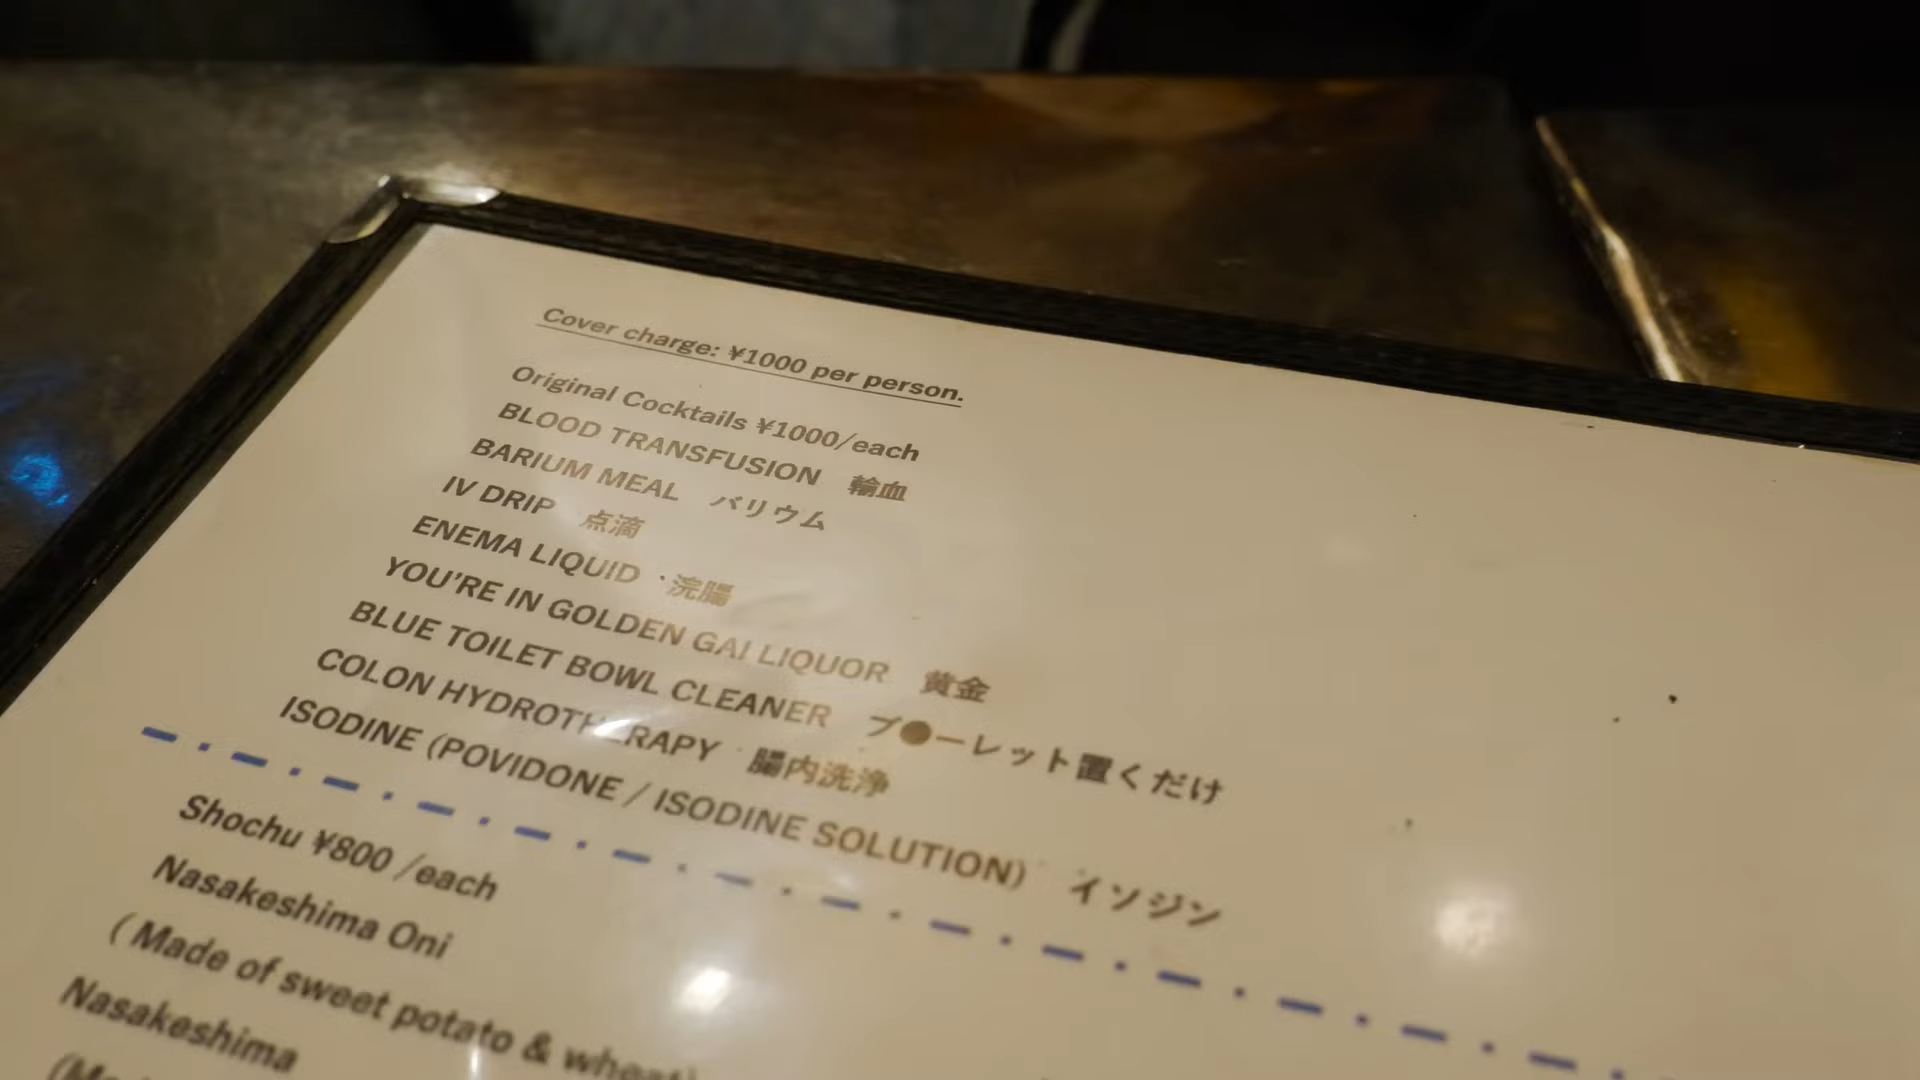 Cover charge: ¥1000 per person.
Original Cocktails ¥1000/each
BLOOD TRANSFUSION 輸血
BARIUM MEAL バリウム
IV DRIP 点滴
ENEMA LIQUID 浣腸
YOU'RE IN GOLDEN GAI LIQUOR 黄金
BLUE TOILET BOWL CLEANER ブ●ーレット置くだけ
COLON HYDROTHERAPY 腸内洗浄
ISODINE (POVIDONE / ISODINE SOLUTION) イソジン
Shochu ¥800 /each
Nasakeshima Oni
( Made of sweet potato & wheat)
Nasakeshima